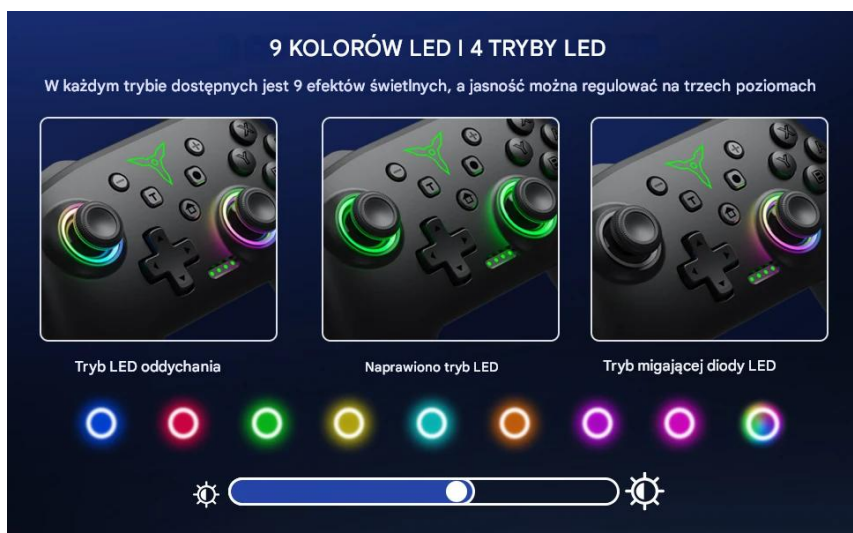 9 KOLORÓW LED I 4 TRYBY LED
W każdym trybie dostępnych jest 9 efektów świetlnych, a jasność można regulować na trzech poziomach
Tryb LED oddychania
Naprawiono tryb LED
Tryb migającej diody LED